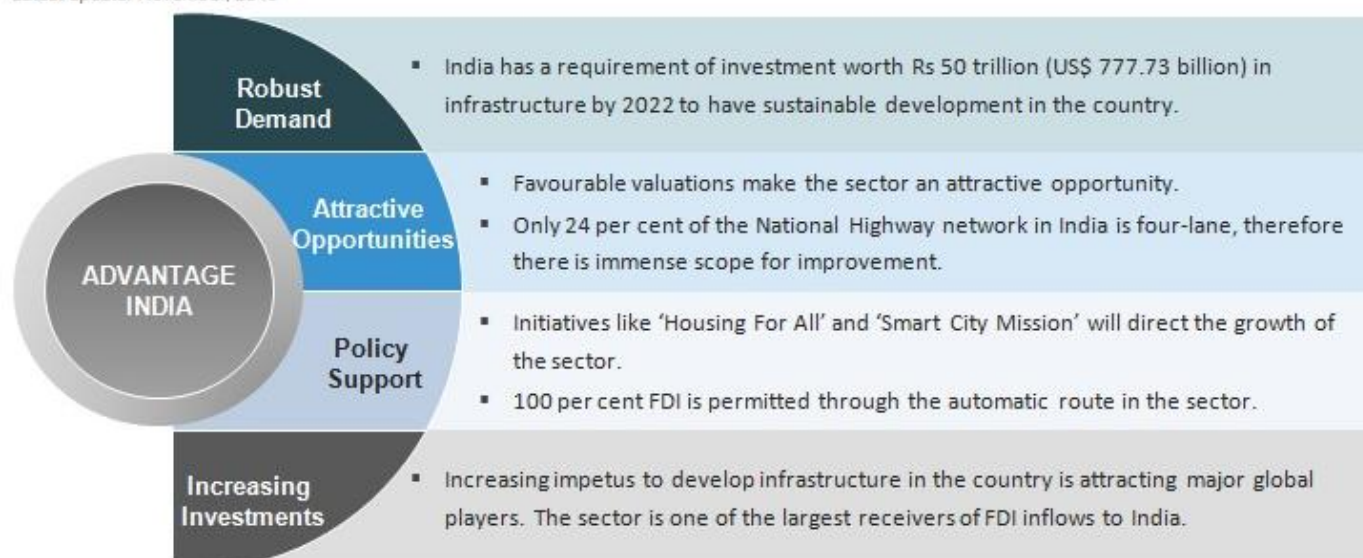 Robust
Demand
▪ India has a requirement of investment worth Rs 50 trillion (US$ 777.73 billion) in
infrastructure by 2022 to have sustainable development in the country.
ADVANTAGE
INDIA
Attractive
Opportunities
▪ Favourable valuations make the sector an attractive opportunity.
▪ Only 24 per cent of the National Highway network in India is four-lane, therefore
there is immense scope for improvement.
Policy
Support
▪ Initiatives like ‘Housing For All’ and ‘Smart City Mission’ will direct the growth of
the sector.
▪ 100 per cent FDI is permitted through the automatic route in the sector.
Increasing
Investments
▪ Increasing impetus to develop infrastructure in the country is attracting major global
players. The sector is one of the largest receivers of FDI inflows to India.